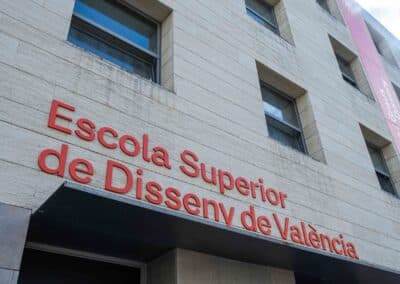 Escola Superior
de Disseny de València